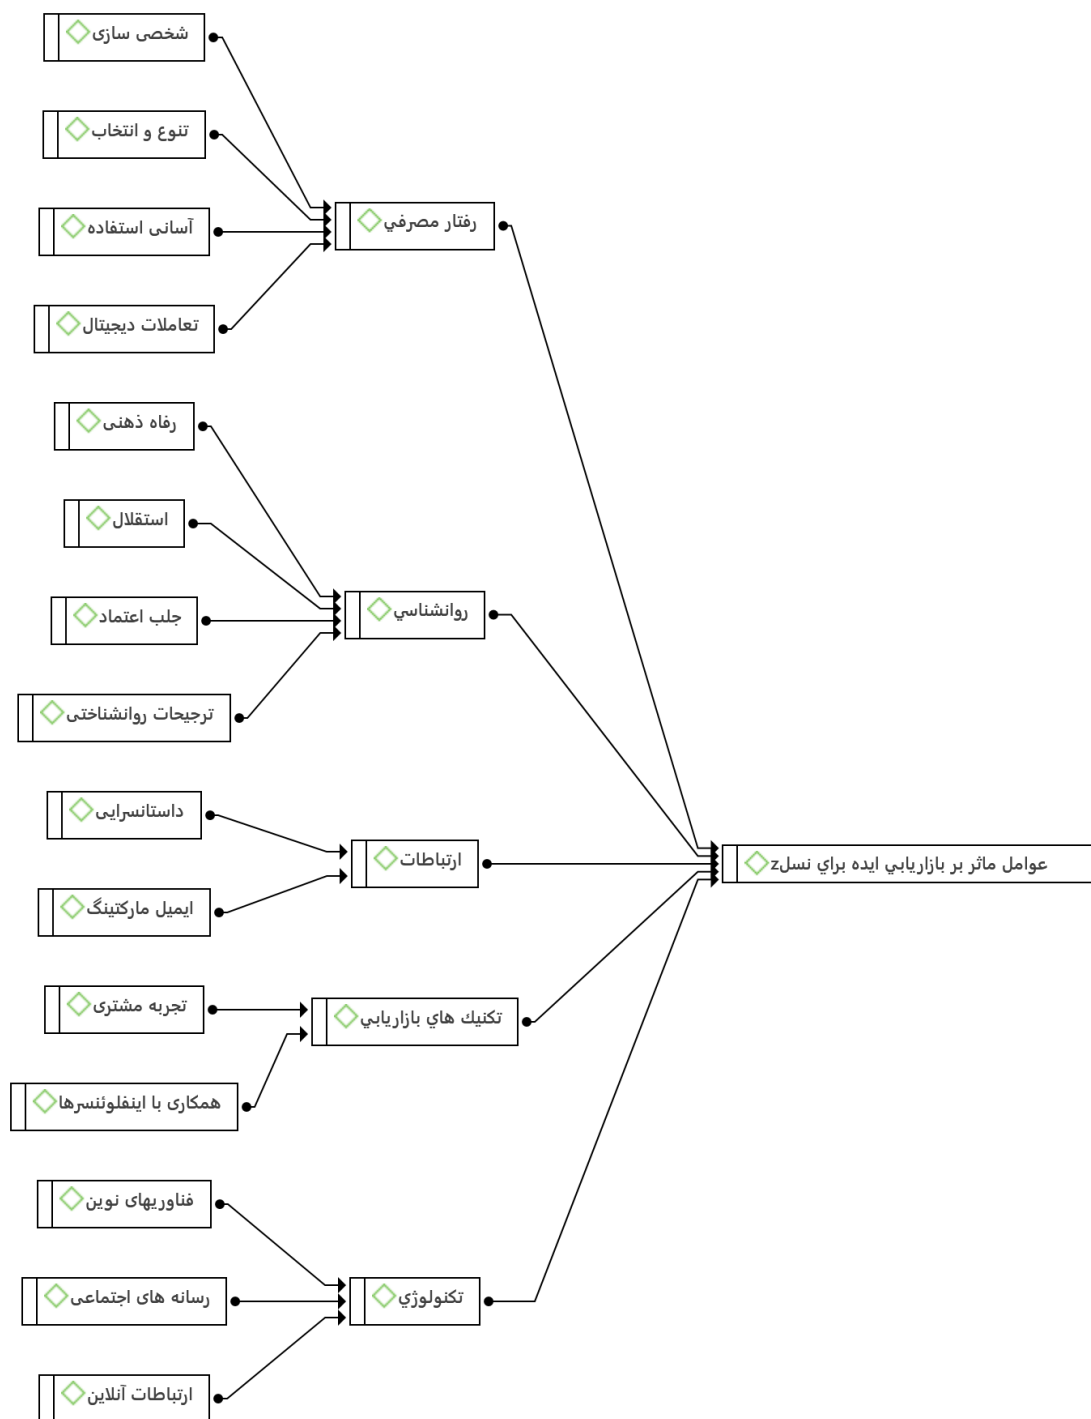 شخصی سازی
تنوع و انتخاب
آسانی استفاده
تعاملات دیجیتال
رفتار مصرفي
رفاه ذهنی
استقلال
جلب اعتماد
ترجیحات روانشناختی
روانشناسي
داستانسرایی
ایمیل مارکتینگ
ارتباطات
تجربه مشتری
همکاری با اینفلوئنسرها
تكنيك هاي بازاريابي
فناوریهای نوین
رسانه های اجتماعی
ارتباطات آنلاین
تكنولوژي
عوامل ماثر بر بازاريابي ايده براي نسلz